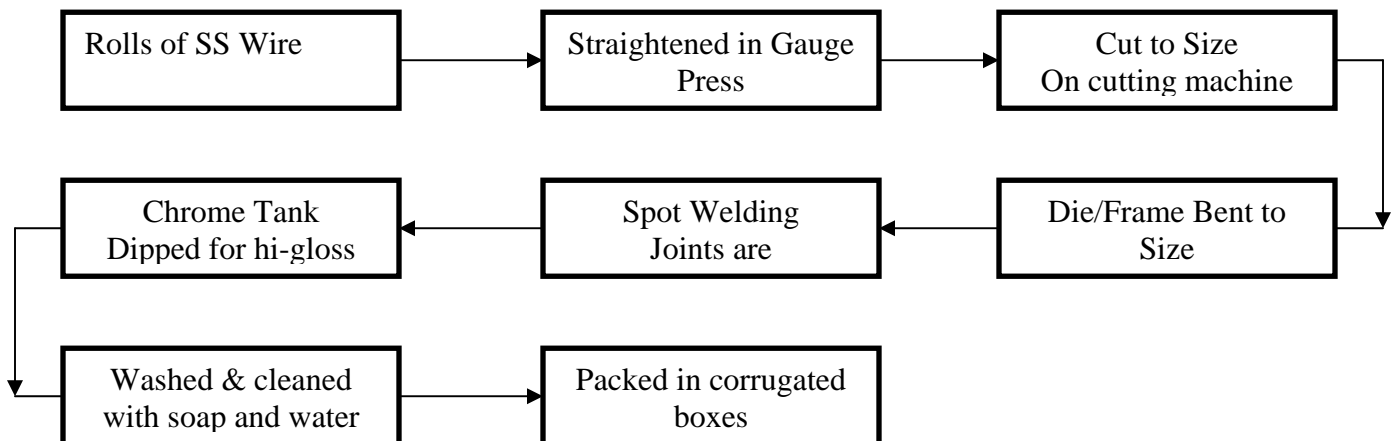 Rolls of SS Wire
Straightened in Gauge
Press
Cut to Size
On cutting machine
Die/Frame Bent to
Size
Spot Welding
Joints are
Chrome Tank
Dipped for hi-gloss
Washed & cleaned
with soap and water
Packed in corrugated
boxes